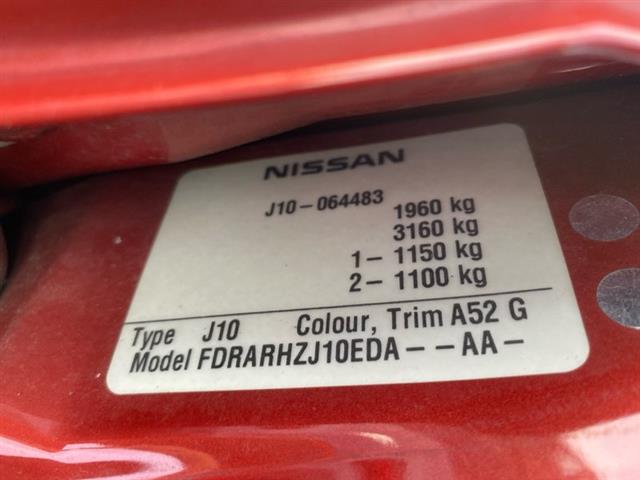 NISSAN
J10-064483
1960 kg
3160 kg
1- 1150 kg
2- 1100 kg
Type J10 Colour, Trim A52 G
Model FDRARHZJ10EDA--AA-